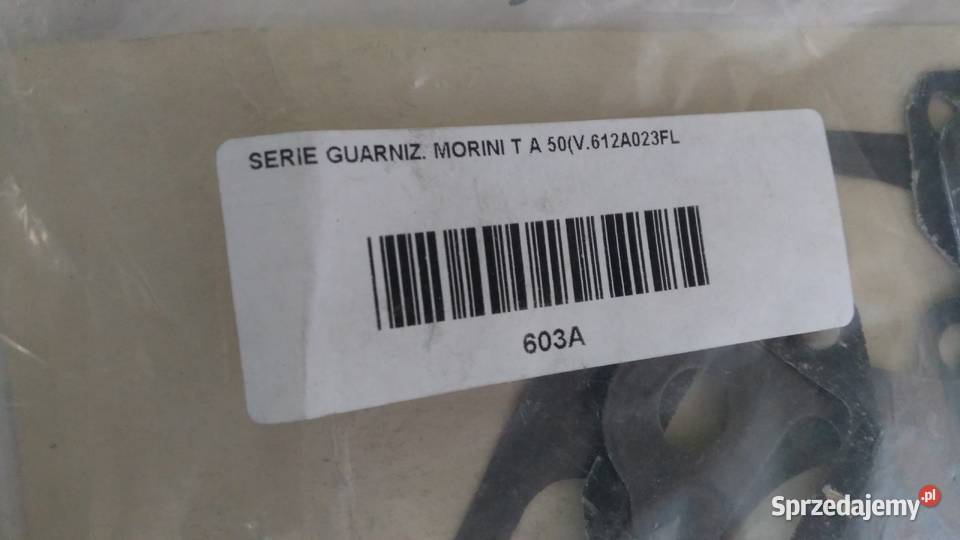 SERIE GUARNIZ. MORINI T A 50(V.612A023FL
603A
Sprzedajemy.pl